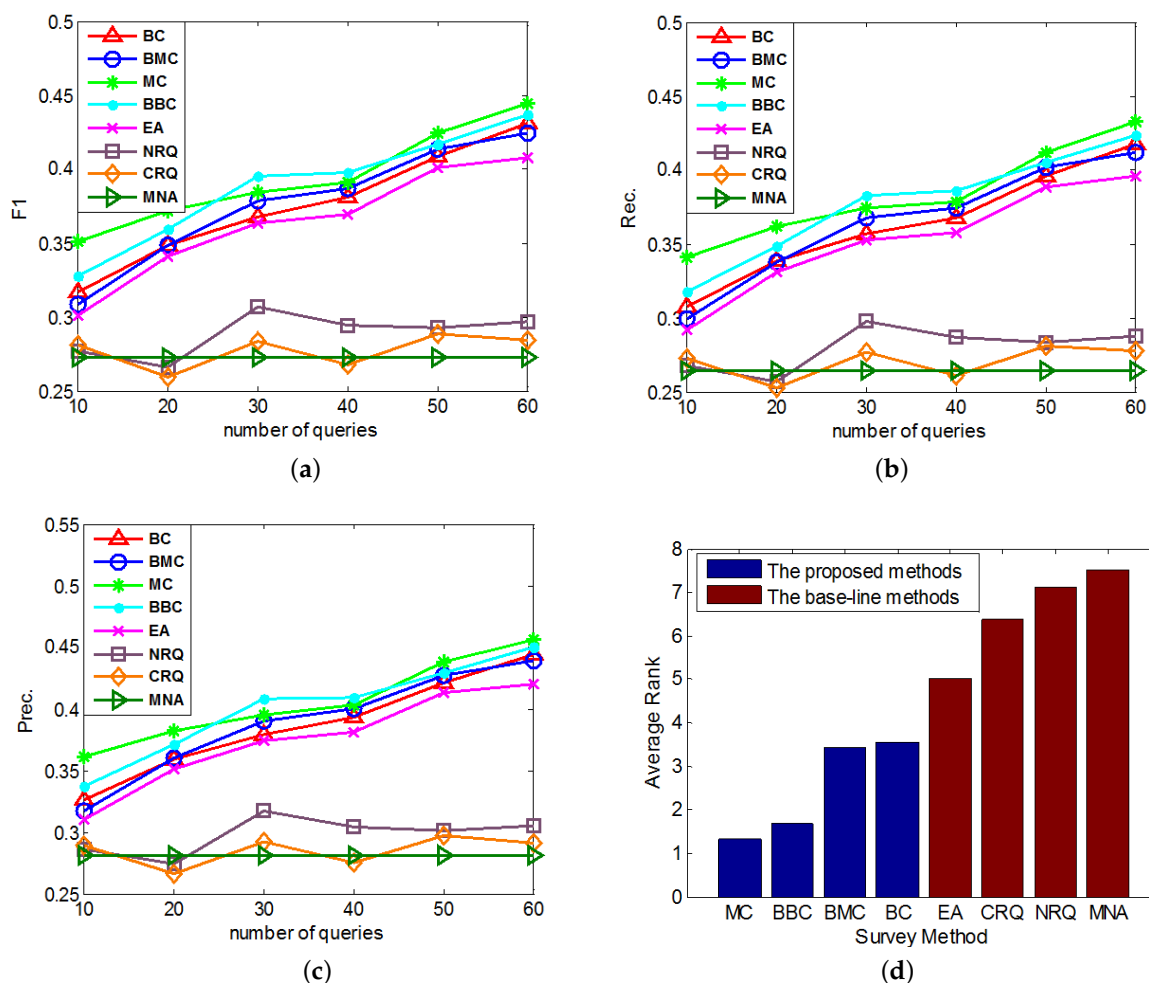 0.5
0.45
0.4
0.35
0.3
0.25
F1
BC
BMC
MC
BBC
EA
NRQ
CRQ
MNA
10 20 30 40 50 60
number of queries
(a)
0.5
0.45
0.4
0.35
0.3
0.25
Rec.
BC
BMC
MC
BBC
EA
NRQ
CRQ
MNA
10 20 30 40 50 60
number of queries
(b)
0.55
0.5
0.45
0.4
0.35
0.3
0.25
Prec.
BC
BMC
MC
BBC
EA
NRQ
CRQ
MNA
10 20 30 40 50 60
number of queries
(c)
8
7
6
5
4
3
2
1
0
Average Rank
The proposed methods
The base-line methods
MC BBC BMC BC EA CRQ NRQ MNA
Survey Method
(d)